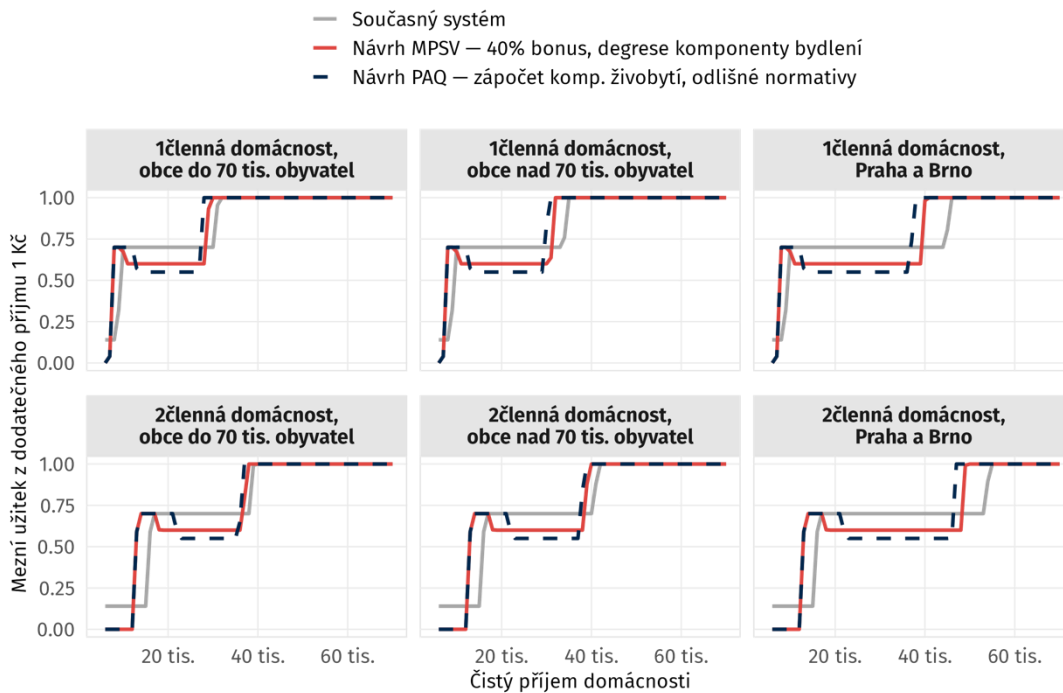 Současný systém
Návrh MPSV — 40% bonus, degrese komponenty bydlení
Návrh PAQ — zápočet komp. živobytí, odlišné normativy
1členná domácnost,
obce do 70 tis. obyvatel
1členná domácnost,
obce nad 70 tis. obyvatel
1členná domácnost,
Praha a Brno
1.00
0.75
0.50
0.25
0.00
2členná domácnost,
obce do 70 tis. obyvatel
2členná domácnost,
obce nad 70 tis. obyvatel
2členná domácnost,
Praha a Brno
1.00
0.75
0.50
0.25
0.00
Mezní užitek z dodatečného příjmu 1 Kč
20 tis. 40 tis. 60 tis. 20 tis. 40 tis. 60 tis. 20 tis. 40 tis. 60 tis.
Čistý příjem domácnosti